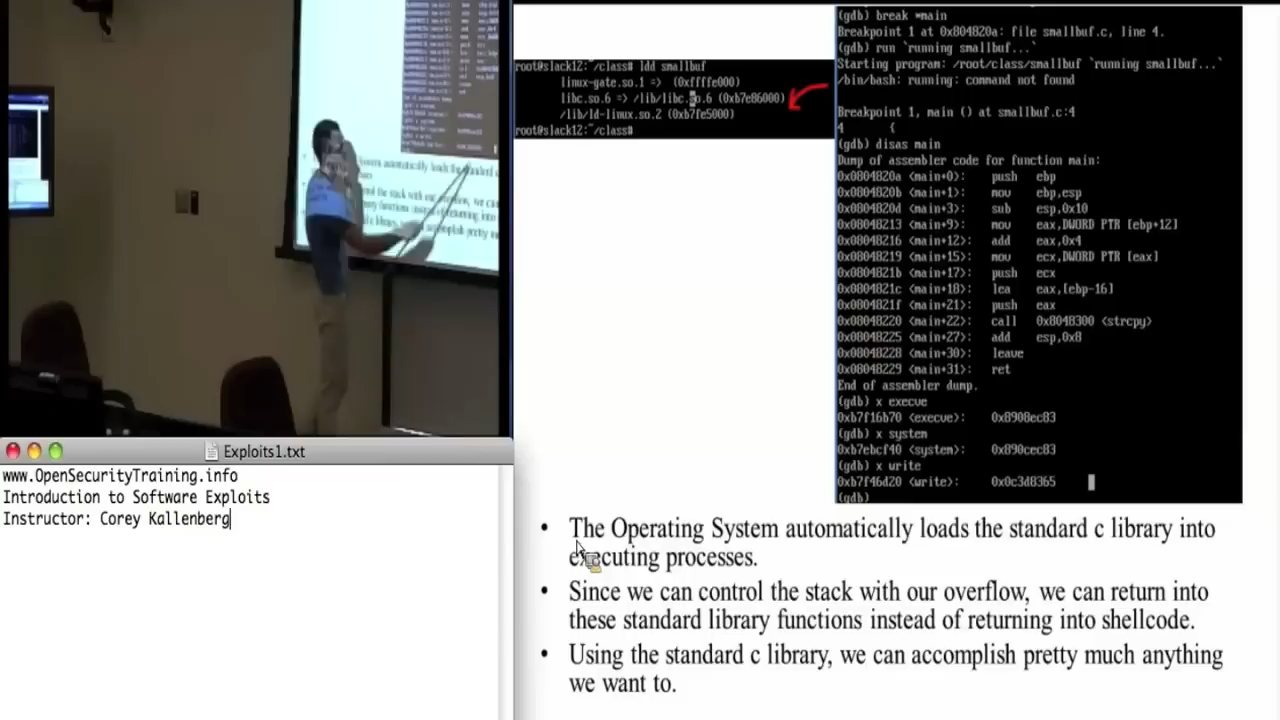 root@slack12:~/class# ldd smallbuf
linux-gate.so.1 => (0xffffe000)
libc.so.6 => /lib/libc.so.6 (0xb7e86000)
/lib/ld-linux.so.2 (0xb7fe5000)
root@slack12:~/class#
(gdb) break *main
Breakpoint 1 at 0x804820a: file smallbuf.c, line 4.
(gdb) run `running smallbuf...`
Starting program: /root/class/smallbuf `running smallbuf...`
/bin/bash: running: command not found
Breakpoint 1, main () at smallbuf.c:4
4 {
(gdb) disas main
Dump of assembler code for function main:
0x0804820a <main+0>: push ebp
0x0804820b <main+1>: mov ebp,esp
0x0804820d <main+3>: sub esp,0x10
0x08048213 <main+9>: mov eax,DWORD PTR [ebp+12]
0x08048216 <main+12>: add eax,0x4
0x08048219 <main+15>: mov ecx,DWORD PTR [eax]
0x0804821b <main+17>: push ecx
0x0804821c <main+18>: lea eax,[ebp-16]
0x0804821f <main+21>: push eax
0x08048220 <main+22>: call 0x8048300 <strcpy>
0x08048225 <main+27>: add esp,0x8
0x08048228 <main+30>: leave
0x08048229 <main+31>: ret
End of assembler dump.
(gdb) x execve
0xb7f16b70 <execve>: 0x8908ec83
(gdb) x system
0xb7ebcf40 <system>: 0x890cec83
(gdb) x write
0xb7f46d20 <write>: 0x0c3d8365
(gdb)
Exploits1.txt
www.OpenSecurityTraining.info
Introduction to Software Exploits
Instructor: Corey Kallenberg
• The Operating System automatically loads the standard c library into
executing processes.
• Since we can control the stack with our overflow, we can return into
these standard library functions instead of returning into shellcode.
• Using the standard c library, we can accomplish pretty much anything
we want to.